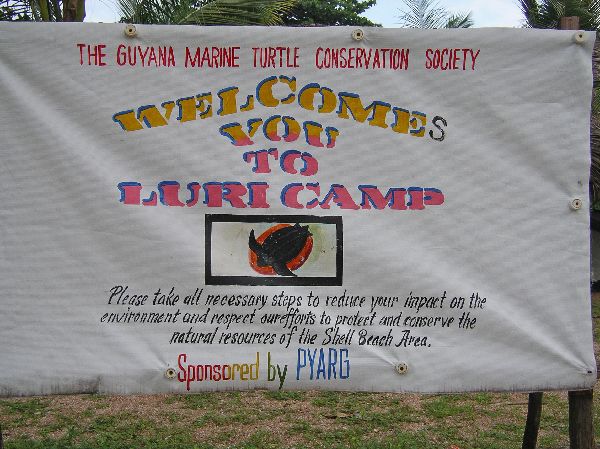 THE GUYANA MARINE TURTLE CONSERVATION SOCIETY
WELCOMEs
YOU
TO
LURI CAMP
Please take all necessary steps to reduce your impact on the
environment and respect our efforts to protect and conserve the
natural resources of the Shell Beach Area.
Sponsored by PYARG